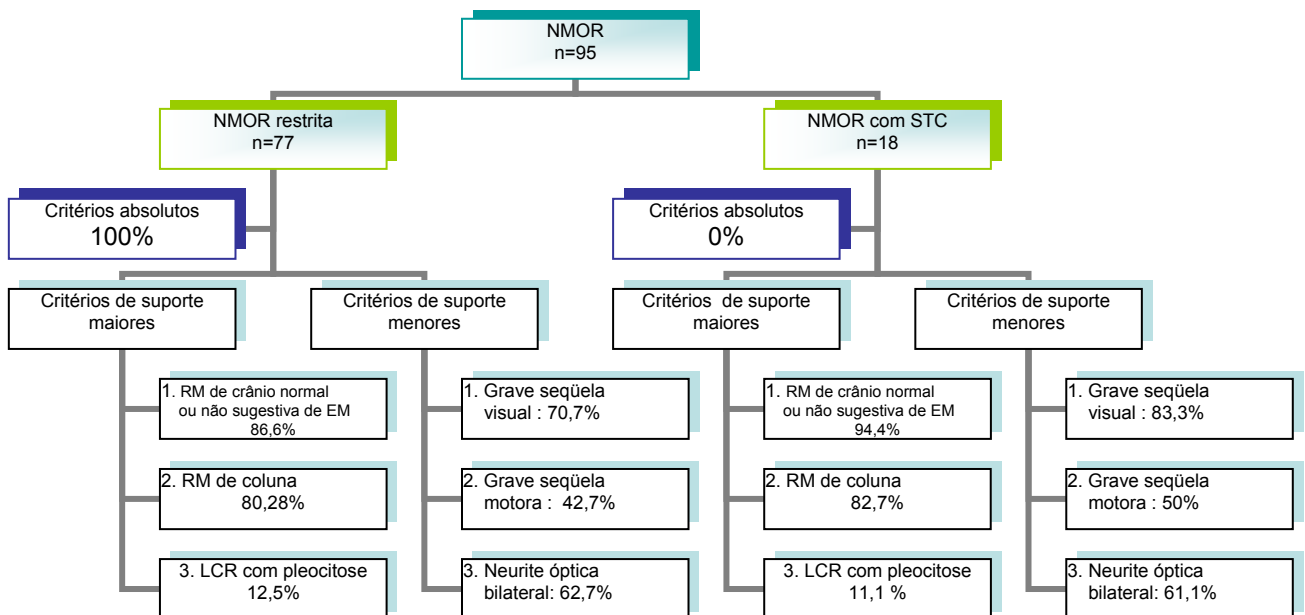 NMOR
n=95
NMOR restrita
n=77
NMOR com STC
n=18
Critérios absolutos
100%
Critérios absolutos
0%
Critérios de suporte
maiores
Critérios de suporte
menores
Critérios de suporte
maiores
Critérios de suporte
menores
1. RM de crânio normal
ou não sugestiva de EM
86,6%
1. Grave seqüela
visual : 70,7%
1. RM de crânio normal
ou não sugestiva de EM
94,4%
1. Grave seqüela
visual : 83,3%
2. RM de coluna
80,28%
2. Grave seqüela
motora : 42,7%
2. RM de coluna
82,7%
2. Grave seqüela
motora : 50%
3. LCR com pleocitose
12,5%
3. Neurite óptica
bilateral: 62,7%
3. LCR com pleocitose
11,1 %
3. Neurite óptica
bilateral: 61,1%